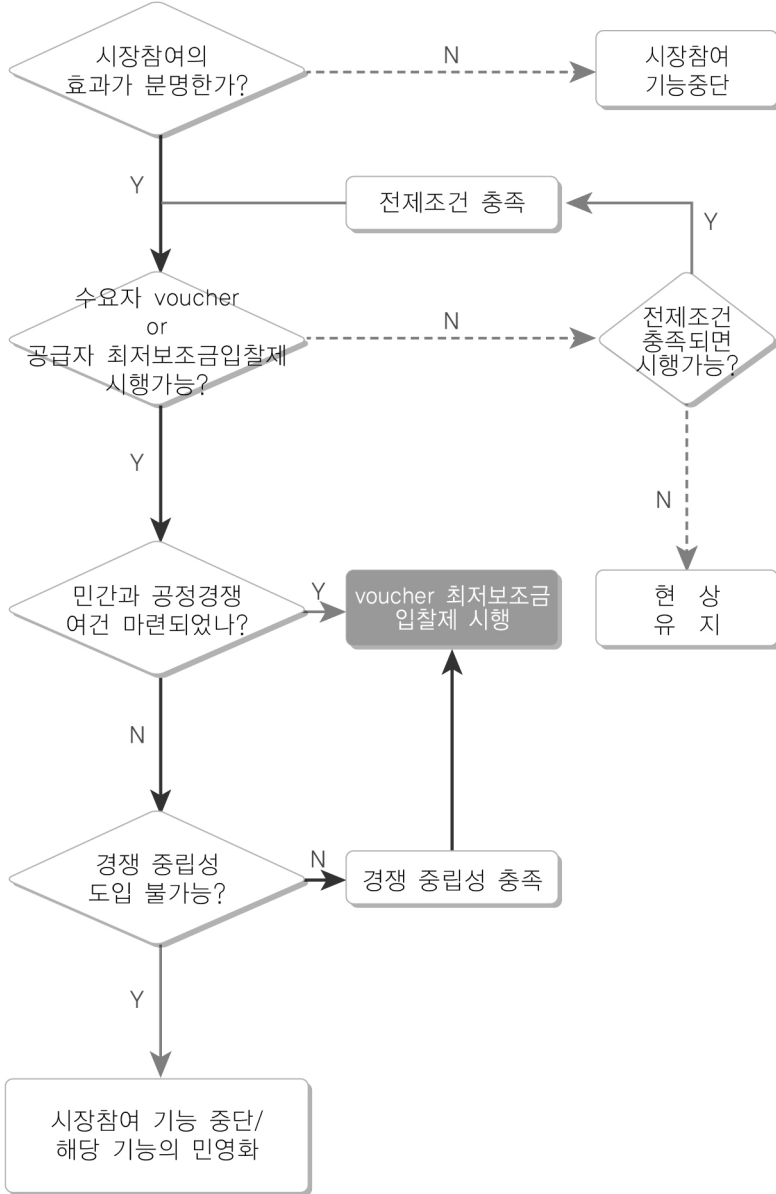 시장참여의
효과가 분명한가?
N
시장참여
기능중단
Y
전제조건 충족
Y
수요자 voucher
or
공급자 최저보조금입찰제
시행가능?
N
전제조건
충족되면
시행가능?
Y
N
민간과 공정경쟁
여건 마련되었나?
Y
voucher 최저보조금
입찰제 시행
현 상
유 지
N
경쟁 중립성
도입 불가능?
N
경쟁 중립성 충족
Y
시장참여 기능 중단/
해당 기능의 민영화